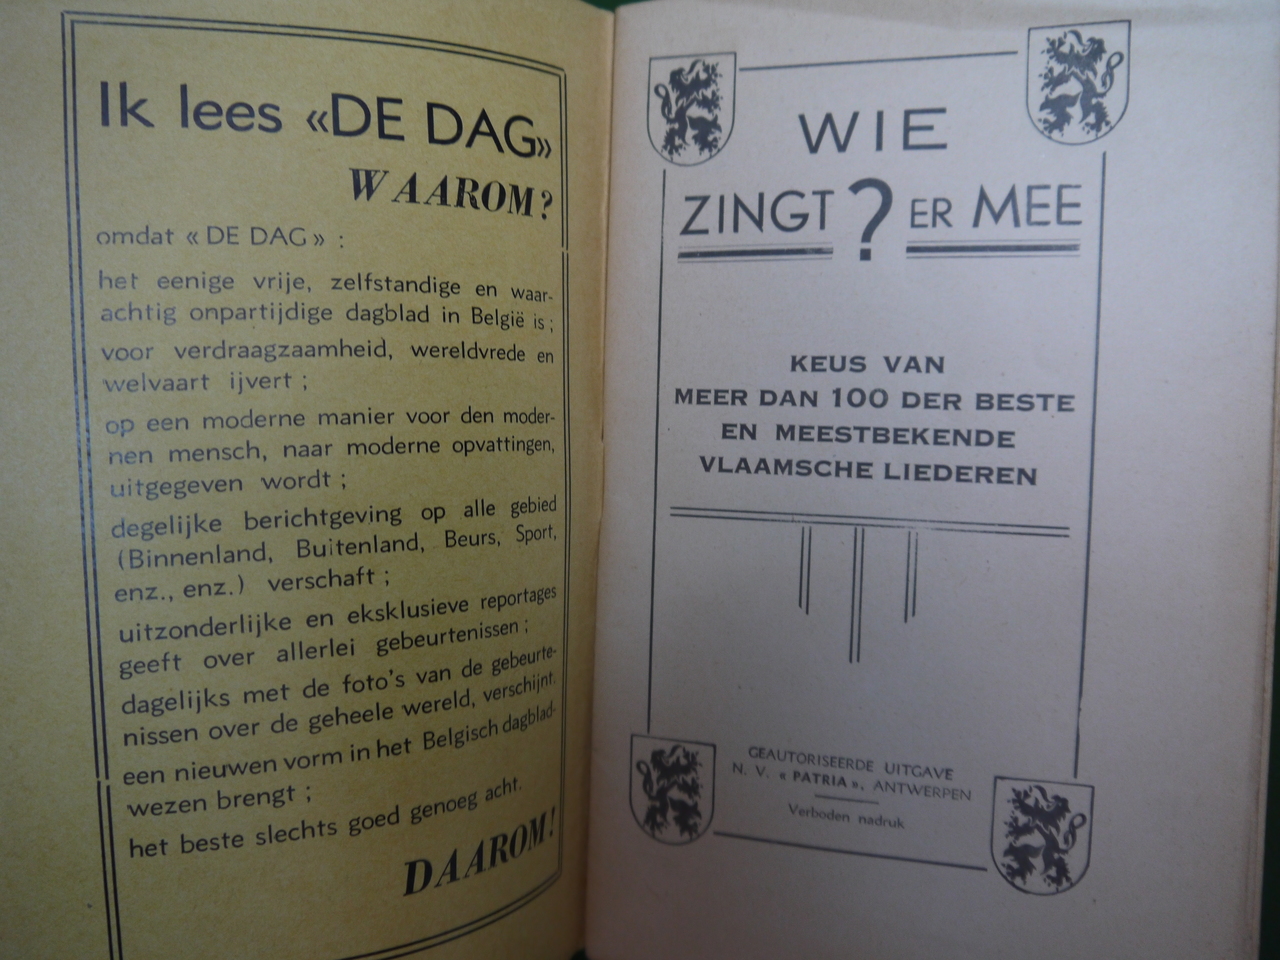 Ik lees «DE DAG»
WAAROM?
omdat «DE DAG» :
het eenige vrije, zelfstandige en waar-
achtig onpartijdige dagblad in België is ;
voor verdraagzaamheid, wereldvrede en
welvaart ijvert ;
op een moderne manier voor den moder-
nen mensch, naar moderne opvattingen,
uitgegeven wordt ;
degelijke berichtgeving op alle gebied
(Binnenland, Buitenland, Beurs, Sport,
enz., enz.) verschaft ;
uitzonderlijke en eksklusieve reportages
geeft over allerlei gebeurtenissen ;
dagelijks met de foto's van de gebeurte-
nissen over de geheele wereld, verschijnt.
een nieuwen vorm in het Belgisch dagblad-
wezen brengt ;
het beste slechts goed genoeg acht.
DAAROM!
WIE
ZINGT ? ER MEE
KEUS VAN
MEER DAN 100 DER BESTE
EN MEESTBEKENDE
VLAAMSCHE LIEDEREN
GEAUTORISEERDE UITGAVE
N. V. « PATRIA », ANTWERPEN
Verboden nadruk